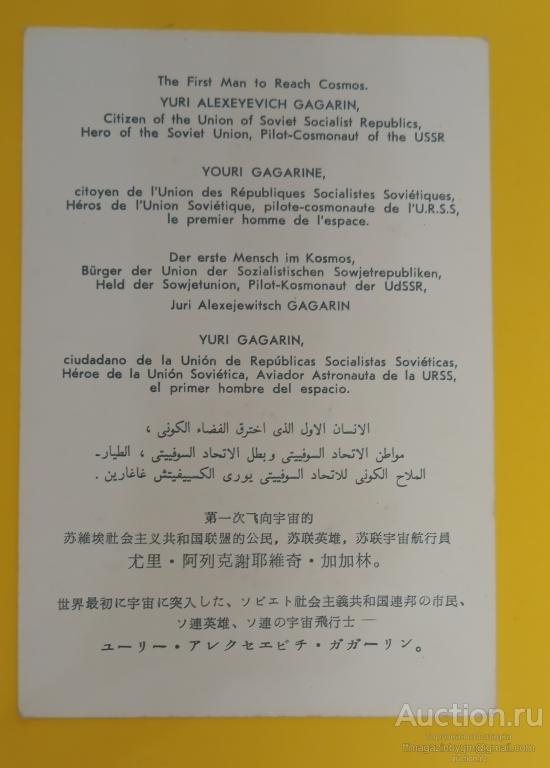 The First Man to Reach Cosmos.
YURI ALEXEYEVICH GAGARIN,
Citizen of the Union of Soviet Socialist Republics,
Hero of the Soviet Union, Pilot-Cosmonaut of the USSR
YOURI GAGARINE,
citoyen de l'Union des Républiques Socialistes Soviétiques,
Héros de l'Union Soviétique, pilote-cosmonaute de l'U.R.S.S,
le premier homme de l'espace.
Der erste Mensch im Kosmos,
Bürger der Union der Sozialistischen Sowjetrepubliken,
Held der Sowjetunion, Pilot-Kosmonaut der UdSSR,
Juri Alexejewitsch GAGARIN
YURI GAGARIN,
ciudadano de la Unión de Repúblicas Socialistas Soviéticas,
Héroe de la Unión Soviética, Aviador Astronauta de la URSS,
el primer hombre del espacio.
الانسان الاول الذى اخترق الفضاء الكونى ،
مواطن الاتحاد السوفييتى وبطل الاتحاد السوفييتى ، الطيار-
الملاح الكونى للاتحاد السوفييتى يورى الكسييفيتش غاغارين .
第一次飞向宇宙的
苏維埃社会主义共和国联盟的公民，苏联英雄，苏联宇宙航行員
尤里・阿列克謝耶維奇・加加林。
世界最初に宇宙に突入した、ソビエト社会主義共和国連邦の市民、
ソ連英雄、ソ連の宇宙飛行士 —
ユーリー・アレクセエビチ・ガガーリン。
Auction.ru
ffmagazinbygm@gmail.com
auction.ru